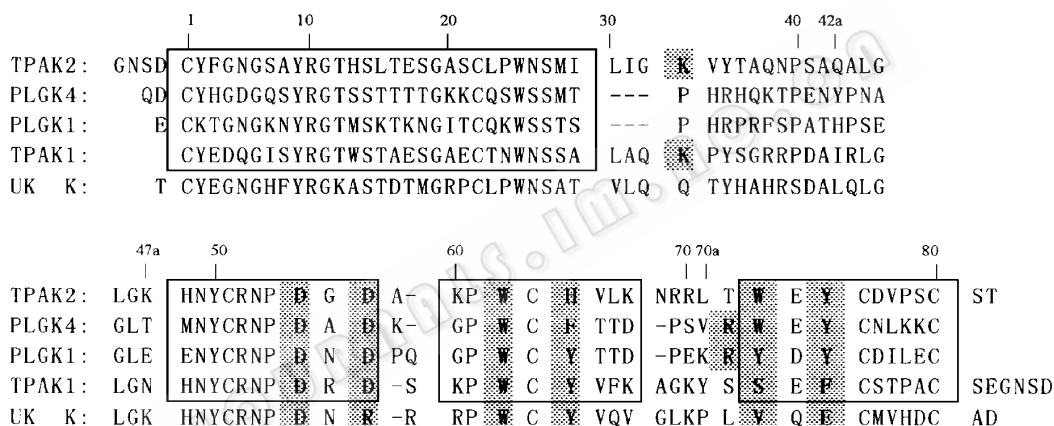 1 10 20 30 40 42a
TPAK2: GNSD CYFGNGSAYRGTHSLTESGASCLPWNSMI LIG K VYTAQNPSAQALG
PLGK4: QD CYHGDGQSYRGTSSTTTTGKKCQSWSSMT --- P HRHQKTPENYPNA
PLGK1: E CKTGNGKNYRGTMSKTKNGITCQKWSSTS --- P HRPRFSPATHPSE
TPAK1: CYEDQGISYRGTWSTAESGAECTNWNSSA LAQ K PYSGRRPDAIRLG
UK K: T CYEGNGHFYRGKASTDTMGRPCLPWNSAT VLQ Q TYHAHRSDALQLG
47a 50 60 70 70a 80
TPAK2: LGK HNYCRNP D G D A- KP W C H VLK NRRL T W E Y CDVPSC ST
PLGK4: GLT MNYCRNP D A D K- GP W C F TTD -PSV R W E Y CNLKKC
PLGK1: GLE ENYCRNP D N D PQ GP W C Y TTD -PEK R Y D Y CDILEC
TPAK1: LGN HNYCRNP D R D -S KP W C Y VFK AGKY S S E F CSTPAC SEGNSD
UK K: LGK HNYCRNP D N R -R RP W C Y VQV GLKP L V Q E CMVHDC AD